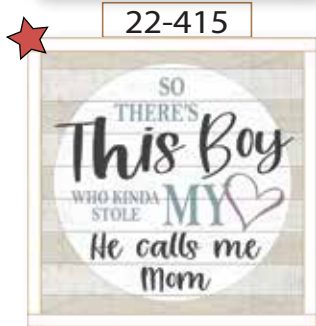 22-415
SO
THERE'S
This Boy
WHO KINDA
STOLE MY
He calls me
Mom